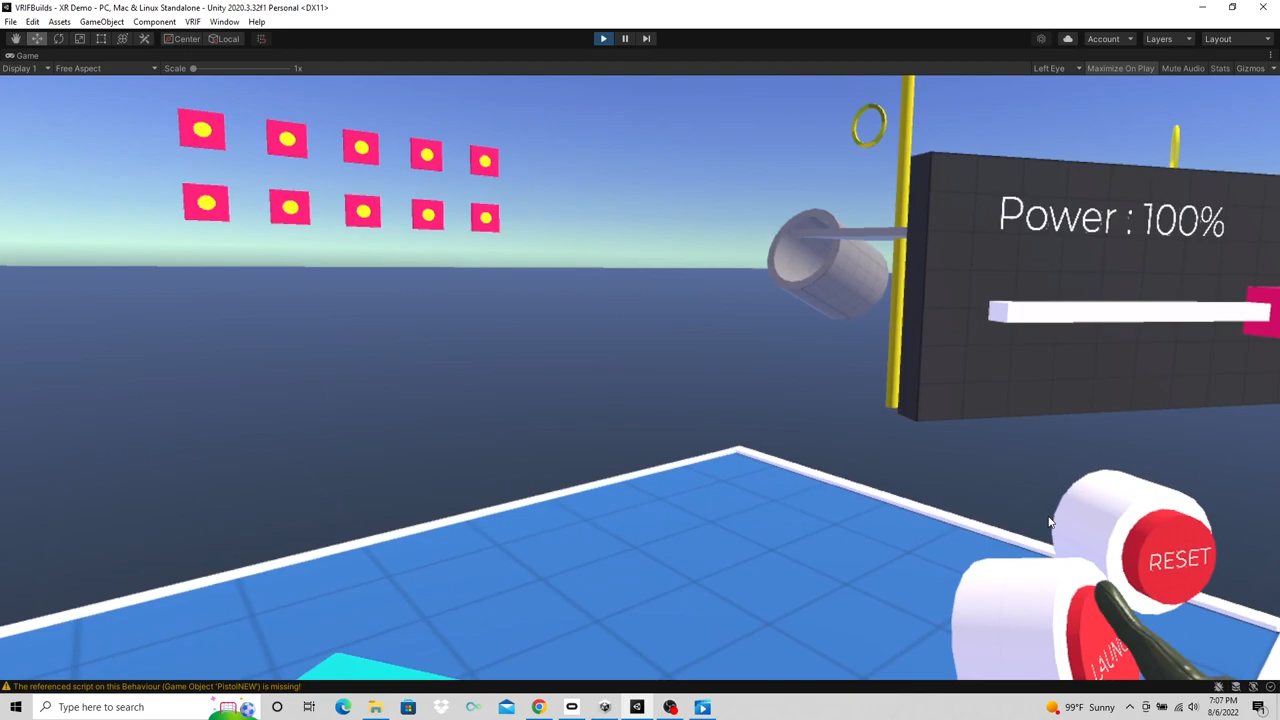 VRIFBuilds - XR Demo - PC, Mac & Linux Standalone - Unity 2020.3.32f1 Personal <DX11>
File Edit Assets GameObject Component VRIF Window Help
Center Local Account Layers Layout
Game
Display 1 Free Aspect Scale 1x Left Eye Maximize On Play Mute Audio Stats Gizmos
Power : 100%
RESET
LAUNC
The referenced script on this Behaviour (Game Object 'PistolNEW') is missing!
Type here to search
99°F Sunny
7:07 PM
8/6/2022
1